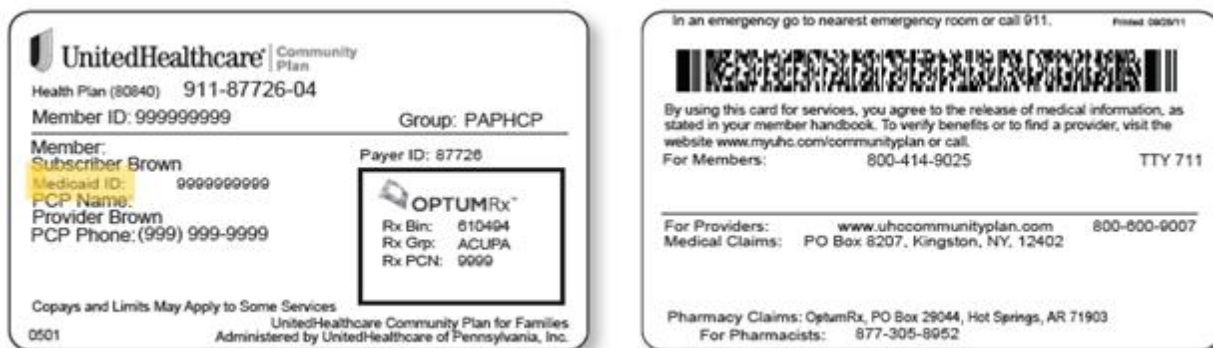 UnitedHealthcare® Community Plan
Health Plan (80840) 911-87726-04
Member ID: 999999999 Group: PAPHCP
Member:
Subscriber Brown
Medicaid ID: 9999999999
PCP Name:
Provider Brown
PCP Phone: (999) 999-9999
Payer ID: 87726
OPTUMRx™
Rx Bin: 610494
Rx Grp: ACUPA
Rx PCN: 9999
Copays and Limits May Apply to Some Services
UnitedHealthcare Community Plan for Families
0501 Administered by UnitedHealthcare of Pennsylvania, Inc.
In an emergency go to nearest emergency room or call 911. Printed: 09/25/11
By using this card for services, you agree to the release of medical information, as
stated in your member handbook. To verify benefits or to find a provider, visit the
website www.myuhc.com/communityplan or call.
For Members: 800-414-9025 TTY 711
For Providers: www.uhccommunityplan.com 800-600-9007
Medical Claims: PO Box 8207, Kingston, NY, 12402
Pharmacy Claims: OptumRx, PO Box 29044, Hot Springs, AR 71903
For Pharmacists: 877-305-8952